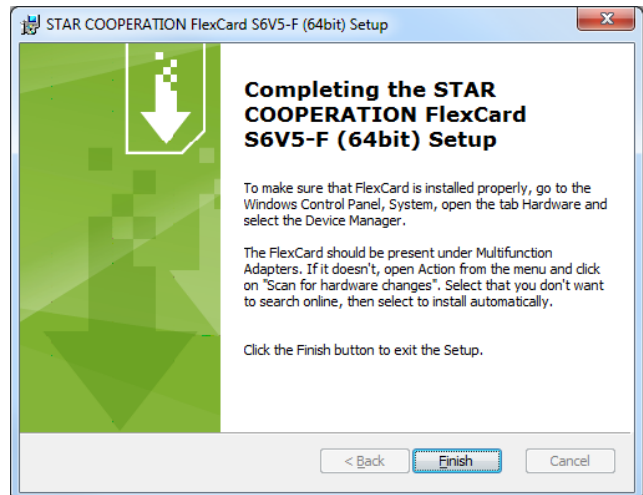 STAR COOPERATION FlexCard S6V5-F (64bit) Setup
Completing the STAR
COOPERATION FlexCard
S6V5-F (64bit) Setup
To make sure that FlexCard is installed properly, go to the
Windows Control Panel, System, open the tab Hardware and
select the Device Manager.
The FlexCard should be present under Multifunction
Adapters. If it doesn't, open Action from the menu and click
on "Scan for hardware changes". Select that you don't want
to search online, then select to install automatically.
Click the Finish button to exit the Setup.
< Back
Finish
Cancel